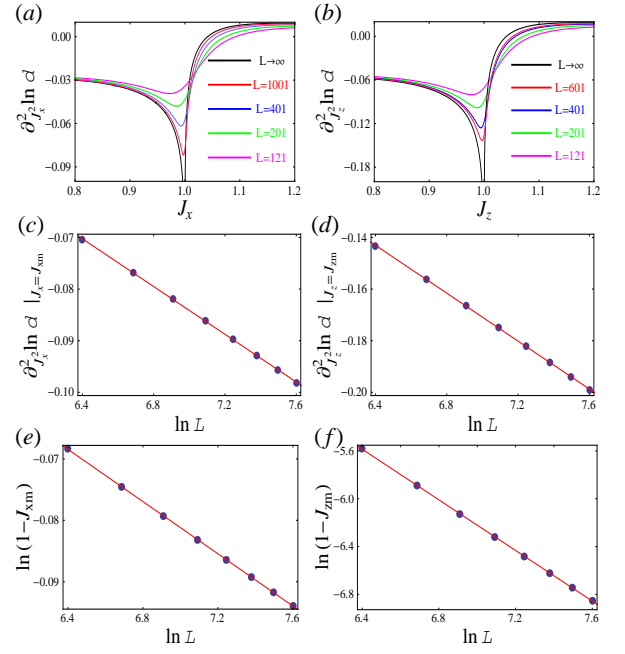 (a)
0.00
−0.03
−0.06
−0.09
∂²_{J_x} ln d
L→∞
L=1001
L=401
L=201
L=121
0.8 0.9 1.0 1.1 1.2
J_x
(b)
0.00
−0.06
−0.12
−0.18
∂²_{J_z} ln d
L→∞
L=601
L=401
L=201
L=121
0.8 0.9 1.0 1.1 1.2
J_z
(c)
−0.07
−0.08
−0.09
−0.10
∂²_{J_x} ln d |_{J_x=J_xm}
6.4 6.8 7.2 7.6
ln L
(d)
−0.14
−0.16
−0.18
−0.20
∂²_{J_z} ln d |_{J_z=J_zm}
6.4 6.8 7.2 7.6
ln L
(e)
−0.07
−0.08
−0.09
ln (1−J_xm)
6.4 6.8 7.2 7.6
ln L
(f)
−5.6
−6.0
−6.4
−6.8
ln (1−J_zm)
6.4 6.8 7.2 7.6
ln L